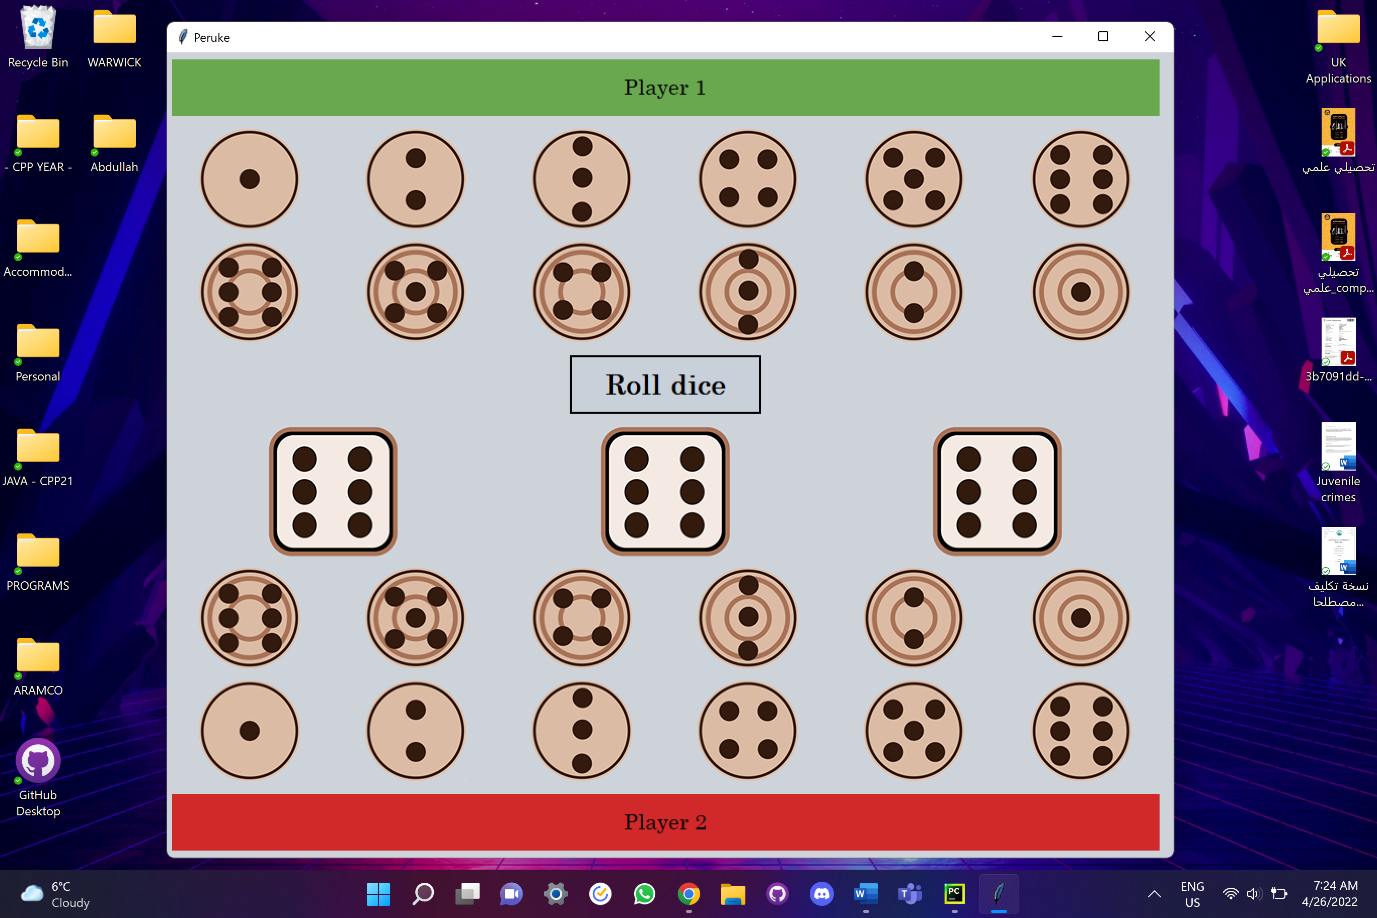 Recycle Bin
WARWICK
- CPP YEAR -
Abdullah
Accommod...
Personal
JAVA - CPP21
PROGRAMS
ARAMCO
GitHub
Desktop
Peruke
Player 1
Roll dice
Player 2
UK
Applications
تحصيلي علمي
تحصيلي
علمي_comp...
3b7091dd-...
Juvenile
crimes
نسخة تكليف
مصطلحا...
6°C
Cloudy
PC
ENG
US
7:24 AM
4/26/2022